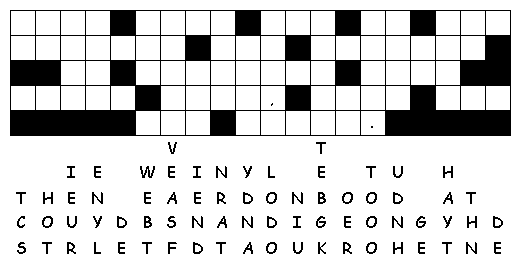 V T
I E W E I N Y L E T U H
T H E N E A E R D O N B O O D A T
C O U Y D B S N A N D I G E O N G Y H D
S T R L E T F D T A O U K R O H E T N E